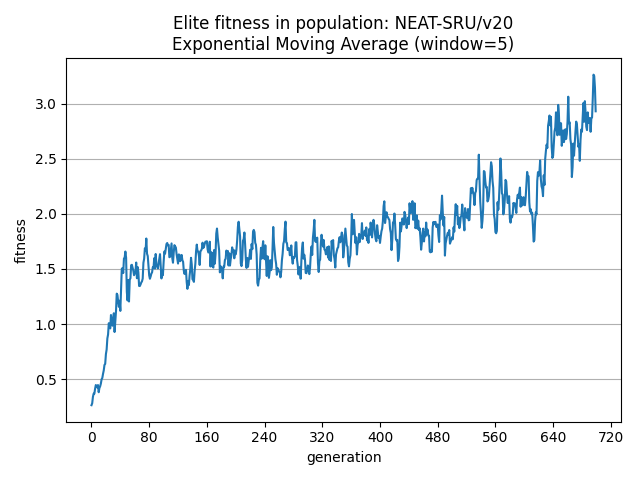 Elite fitness in population: NEAT-SRU/v20
Exponential Moving Average (window=5)
fitness
3.0
2.5
2.0
1.5
1.0
0.5
0 80 160 240 320 400 480 560 640 720
generation